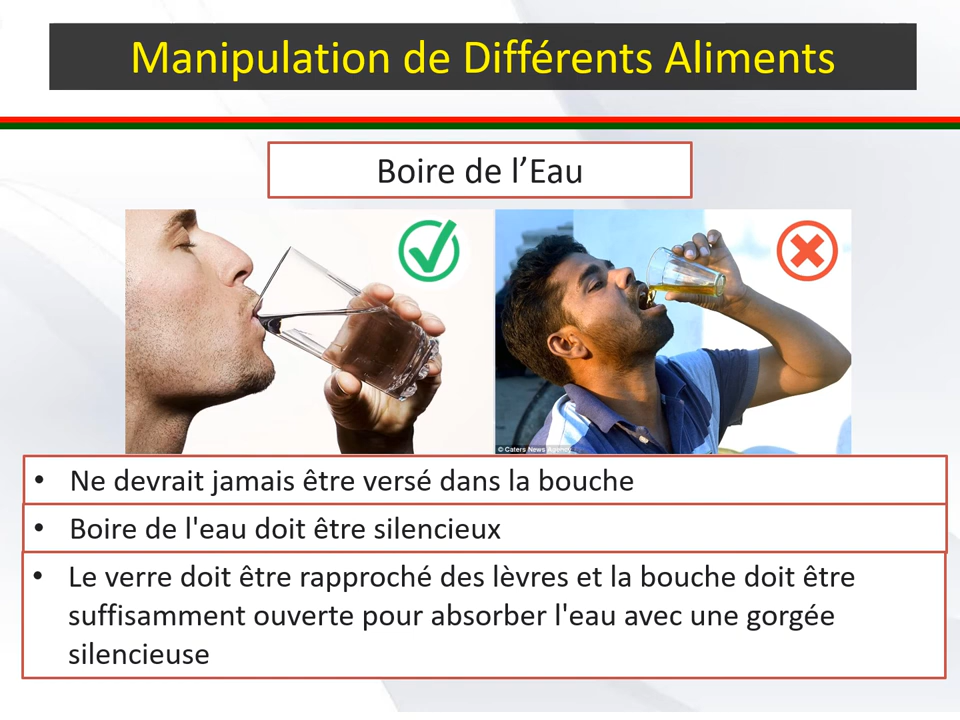 Manipulation de Différents Aliments
Boire de l’Eau
© Caters News Agency
• Ne devrait jamais être versé dans la bouche
• Boire de l'eau doit être silencieux
• Le verre doit être rapproché des lèvres et la bouche doit être
suffisamment ouverte pour absorber l'eau avec une gorgée
silencieuse